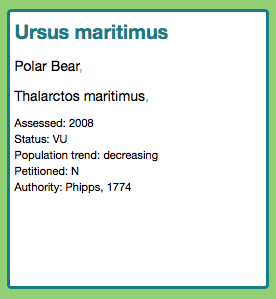 Ursus maritimus
Polar Bear,
Thalarctos maritimus,
Assessed: 2008
Status: VU
Population trend: decreasing
Petitioned: N
Authority: Phipps, 1774